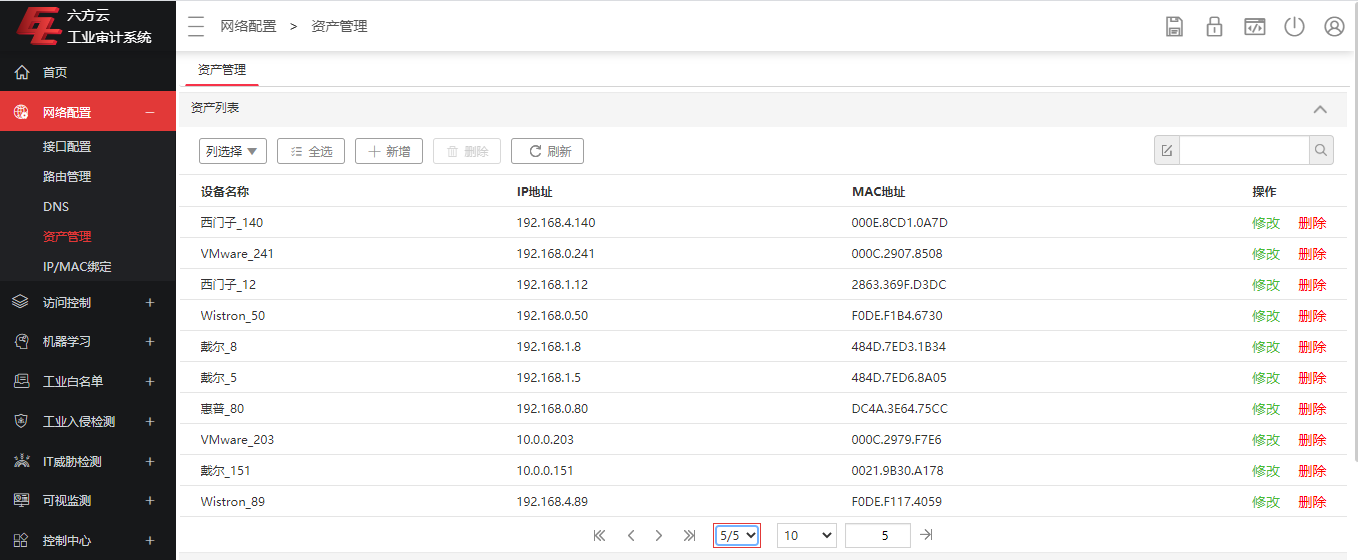 六方云
工业审计系统
网络配置 > 资产管理
首页
网络配置
接口配置
路由管理
DNS
资产管理
IP/MAC绑定
访问控制
机器学习
工业白名单
工业入侵检测
IT威胁检测
可视监测
控制中心
资产管理
资产列表
列选择 全选 新增 删除 刷新
设备名称 IP地址 MAC地址 操作
西门子_140 192.168.4.140 000E.8CD1.0A7D 修改 删除
VMware_241 192.168.0.241 000C.2907.8508 修改 删除
西门子_12 192.168.1.12 2863.369F.D3DC 修改 删除
Wistron_50 192.168.0.50 F0DE.F1B4.6730 修改 删除
戴尔_8 192.168.1.8 484D.7ED3.1B34 修改 删除
戴尔_5 192.168.1.5 484D.7ED6.8A05 修改 删除
惠普_80 192.168.0.80 DC4A.3E64.75CC 修改 删除
VMware_203 10.0.0.203 000C.2979.F7E6 修改 删除
戴尔_151 10.0.0.151 0021.9B30.A178 修改 删除
Wistron_89 192.168.4.89 F0DE.F117.4059 修改 删除
5/5 10 5